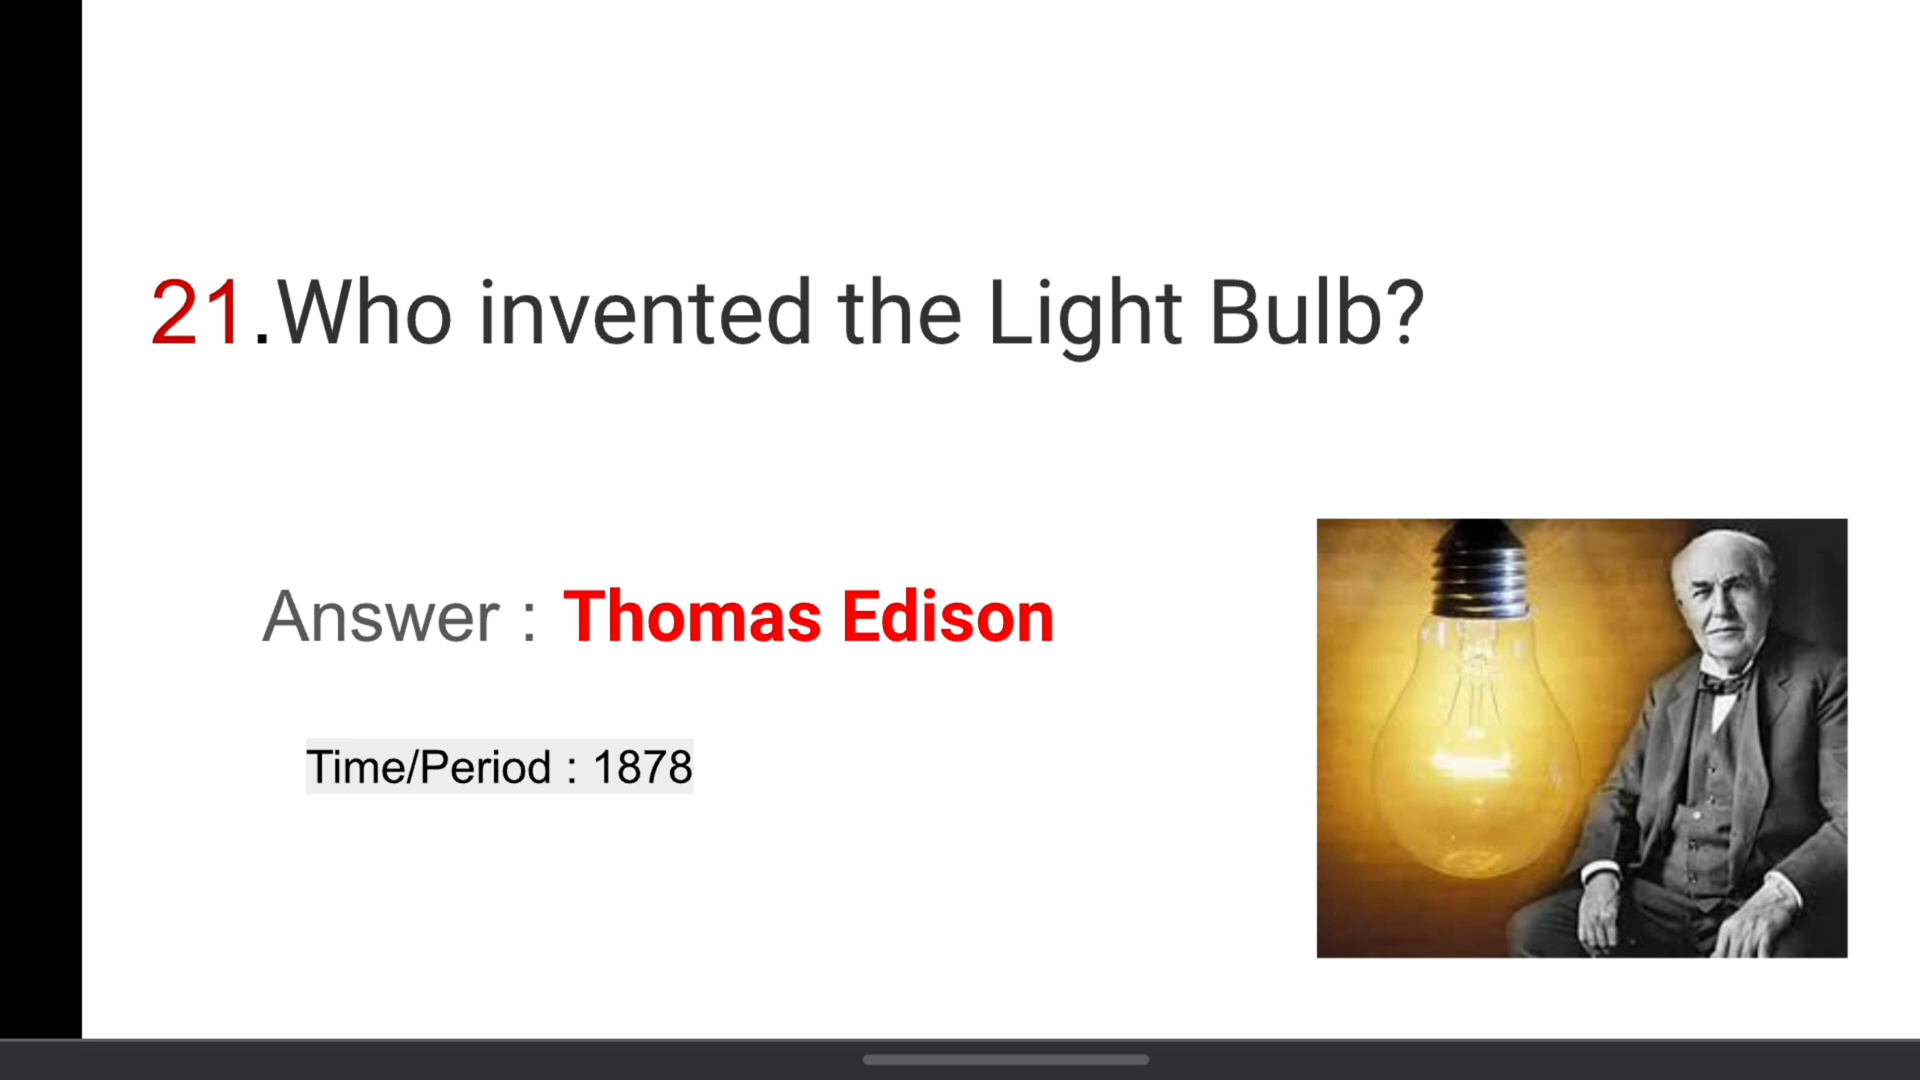 21.Who invented the Light Bulb?
Answer : Thomas Edison
Time/Period : 1878